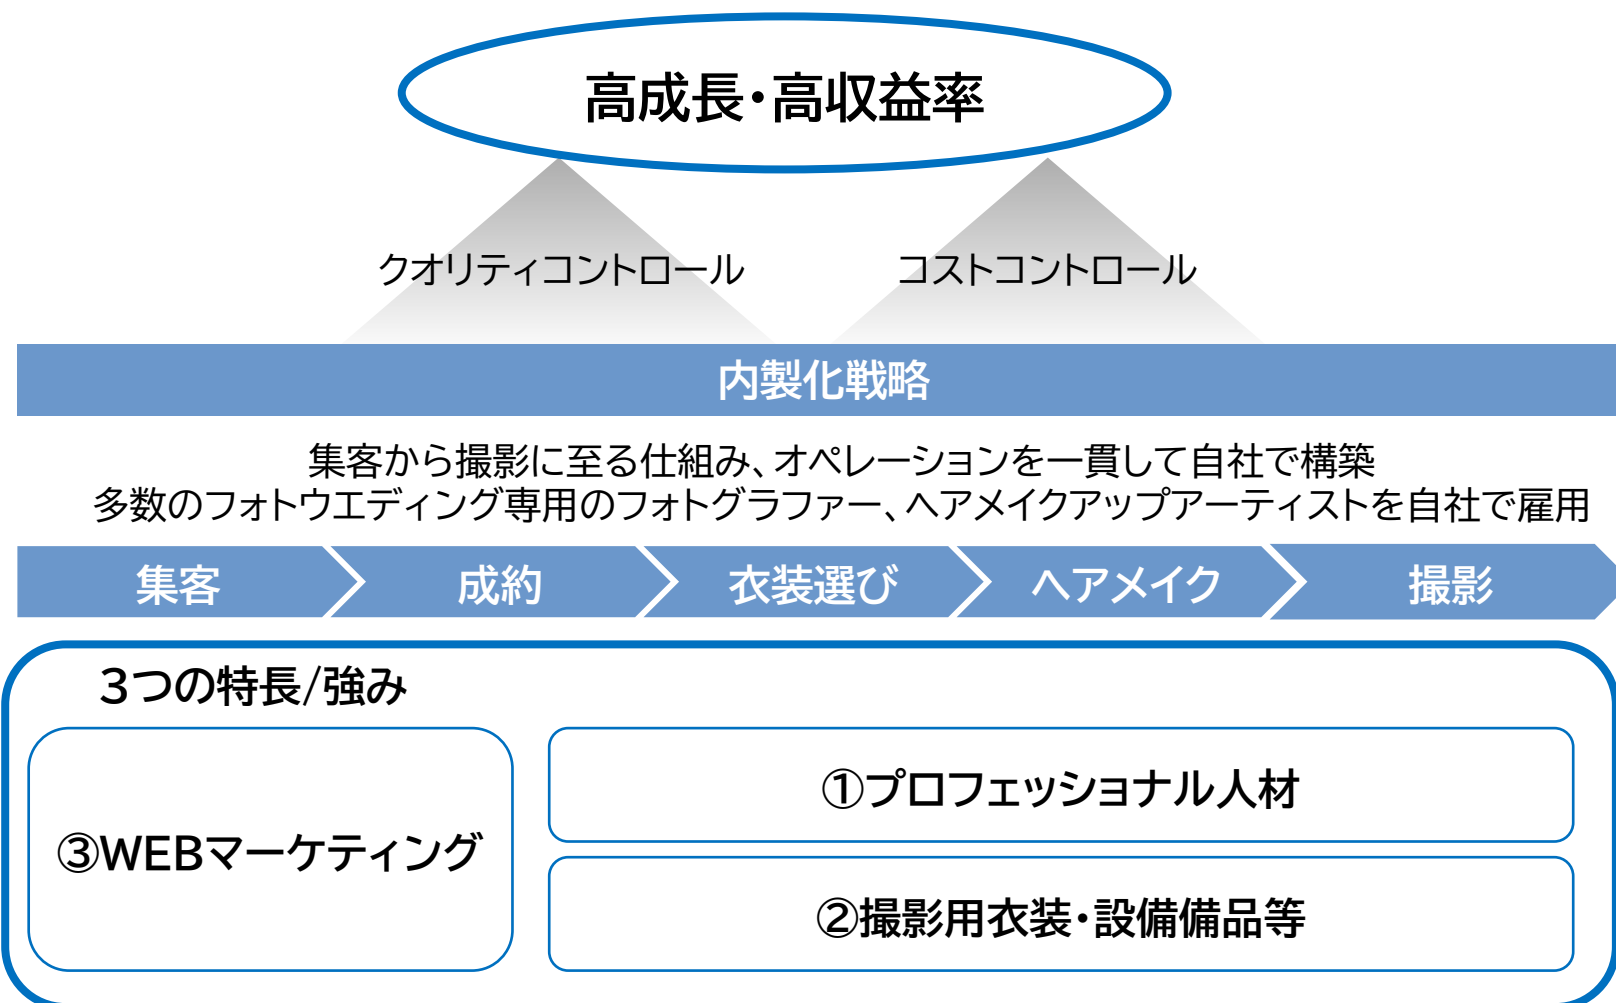 高成長・高収益率
クオリティコントロール
コストコントロール
内製化戦略
集客から撮影に至る仕組み、オペレーションを一貫して自社で構築
多数のフォトウエディング専用のフォトグラファー、ヘアメイクアップアーティストを自社で雇用
集客
成約
衣装選び
ヘアメイク
撮影
3つの特長/強み
③WEBマーケティング
①プロフェッショナル人材
②撮影用衣装・設備備品等